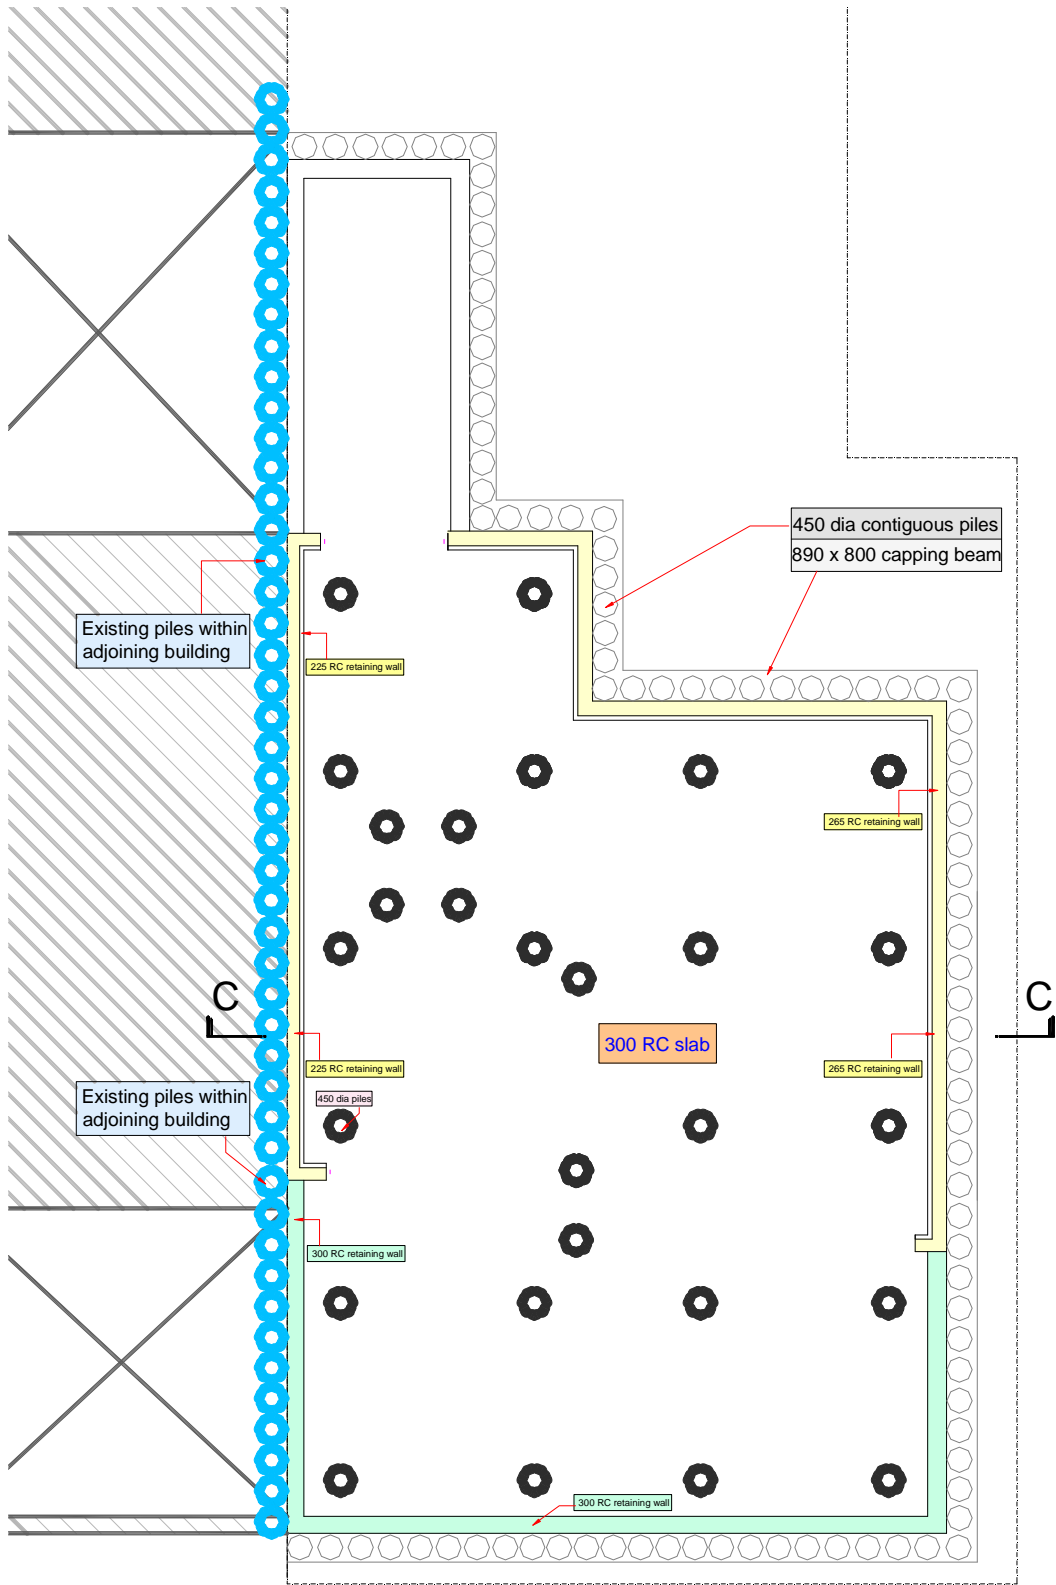 450 dia contiguous piles
890 x 800 capping beam
Existing piles within
adjoining building
225 RC retaining wall
265 RC retaining wall
C
C
300 RC slab
225 RC retaining wall
265 RC retaining wall
Existing piles within
adjoining building
450 dia piles
300 RC retaining wall
300 RC retaining wall